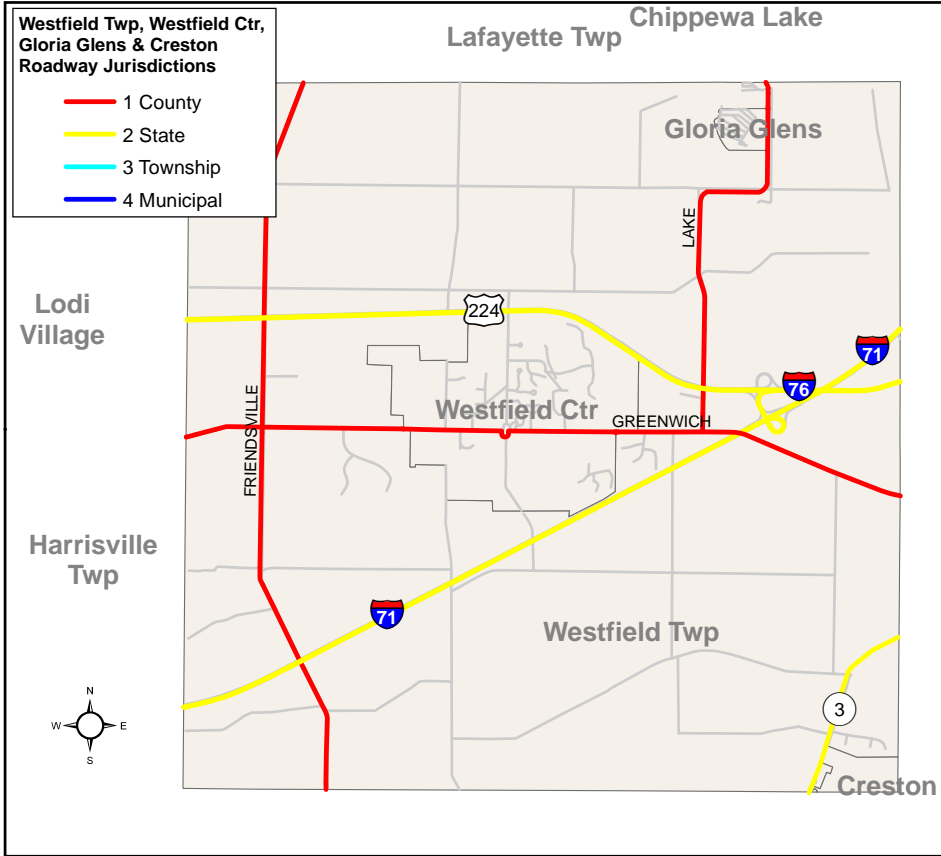 Westfield Twp, Westfield Ctr,
Gloria Glens & Creston
Roadway Jurisdictions
1 County
2 State
3 Township
4 Municipal
Chippewa Lake
Lafayette Twp
Gloria Glens
LAKE
Lodi
Village
224
71
76
FRIENDSVILLE
Westfield Ctr
GREENWICH
Harrisville
Twp
71
Westfield Twp
N
W
E
S
3
Creston